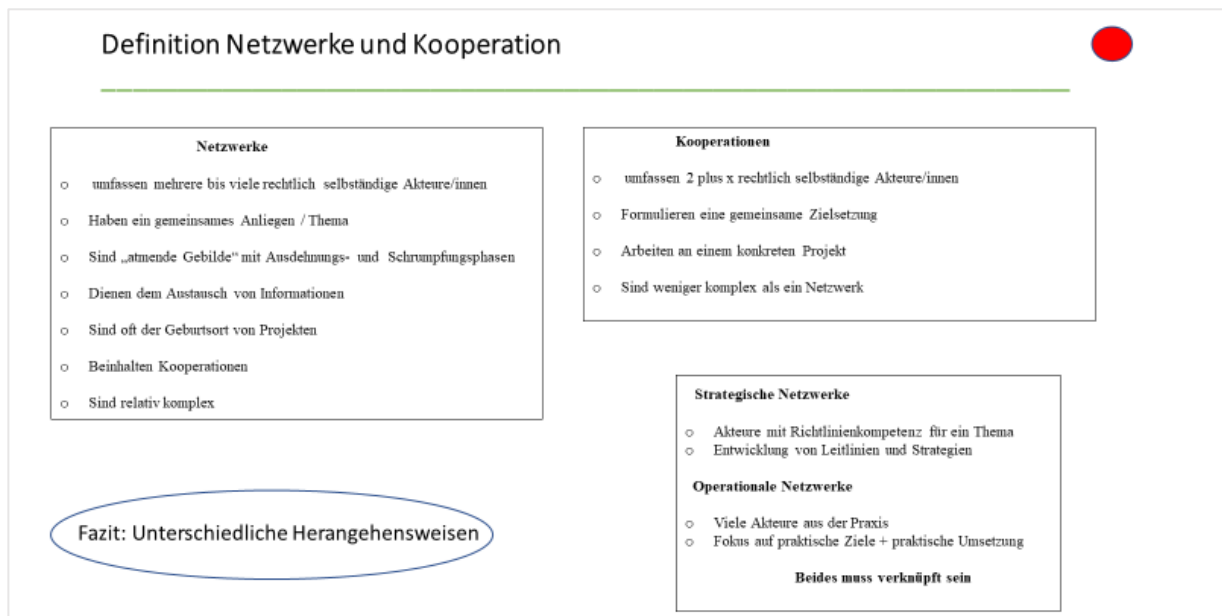 Definition Netzwerke und Kooperation
Netzwerke
o umfassen mehrere bis viele rechtlich selbständige Akteure/innen
o Haben ein gemeinsames Anliegen / Thema
o Sind „atmende Gebilde“ mit Ausdehnungs- und Schrumpfungsphasen
o Dienen dem Austausch von Informationen
o Sind oft der Geburtsort von Projekten
o Beinhalten Kooperationen
o Sind relativ komplex
Kooperationen
o umfassen 2 plus x rechtlich selbständige Akteure/innen
o Formulieren eine gemeinsame Zielsetzung
o Arbeiten an einem konkreten Projekt
o Sind weniger komplex als ein Netzwerk
Strategische Netzwerke
o Akteure mit Richtlinienkompetenz für ein Thema
o Entwicklung von Leitlinien und Strategien
Operationale Netzwerke
o Viele Akteure aus der Praxis
o Fokus auf praktische Ziele + praktische Umsetzung
Beides muss verknüpft sein
Fazit: Unterschiedliche Herangehensweisen